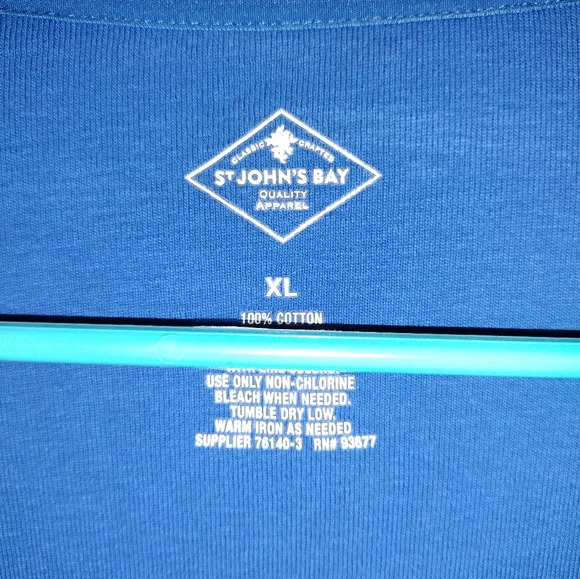 CLASSIC CRAFTED
ST JOHN'S BAY
QUALITY
APPAREL
XL
100% COTTON
USE ONLY NON-CHLORINE
BLEACH WHEN NEEDED.
TUMBLE DRY LOW.
WARM IRON AS NEEDED
SUPPLIER 76140-3 RN# 93677